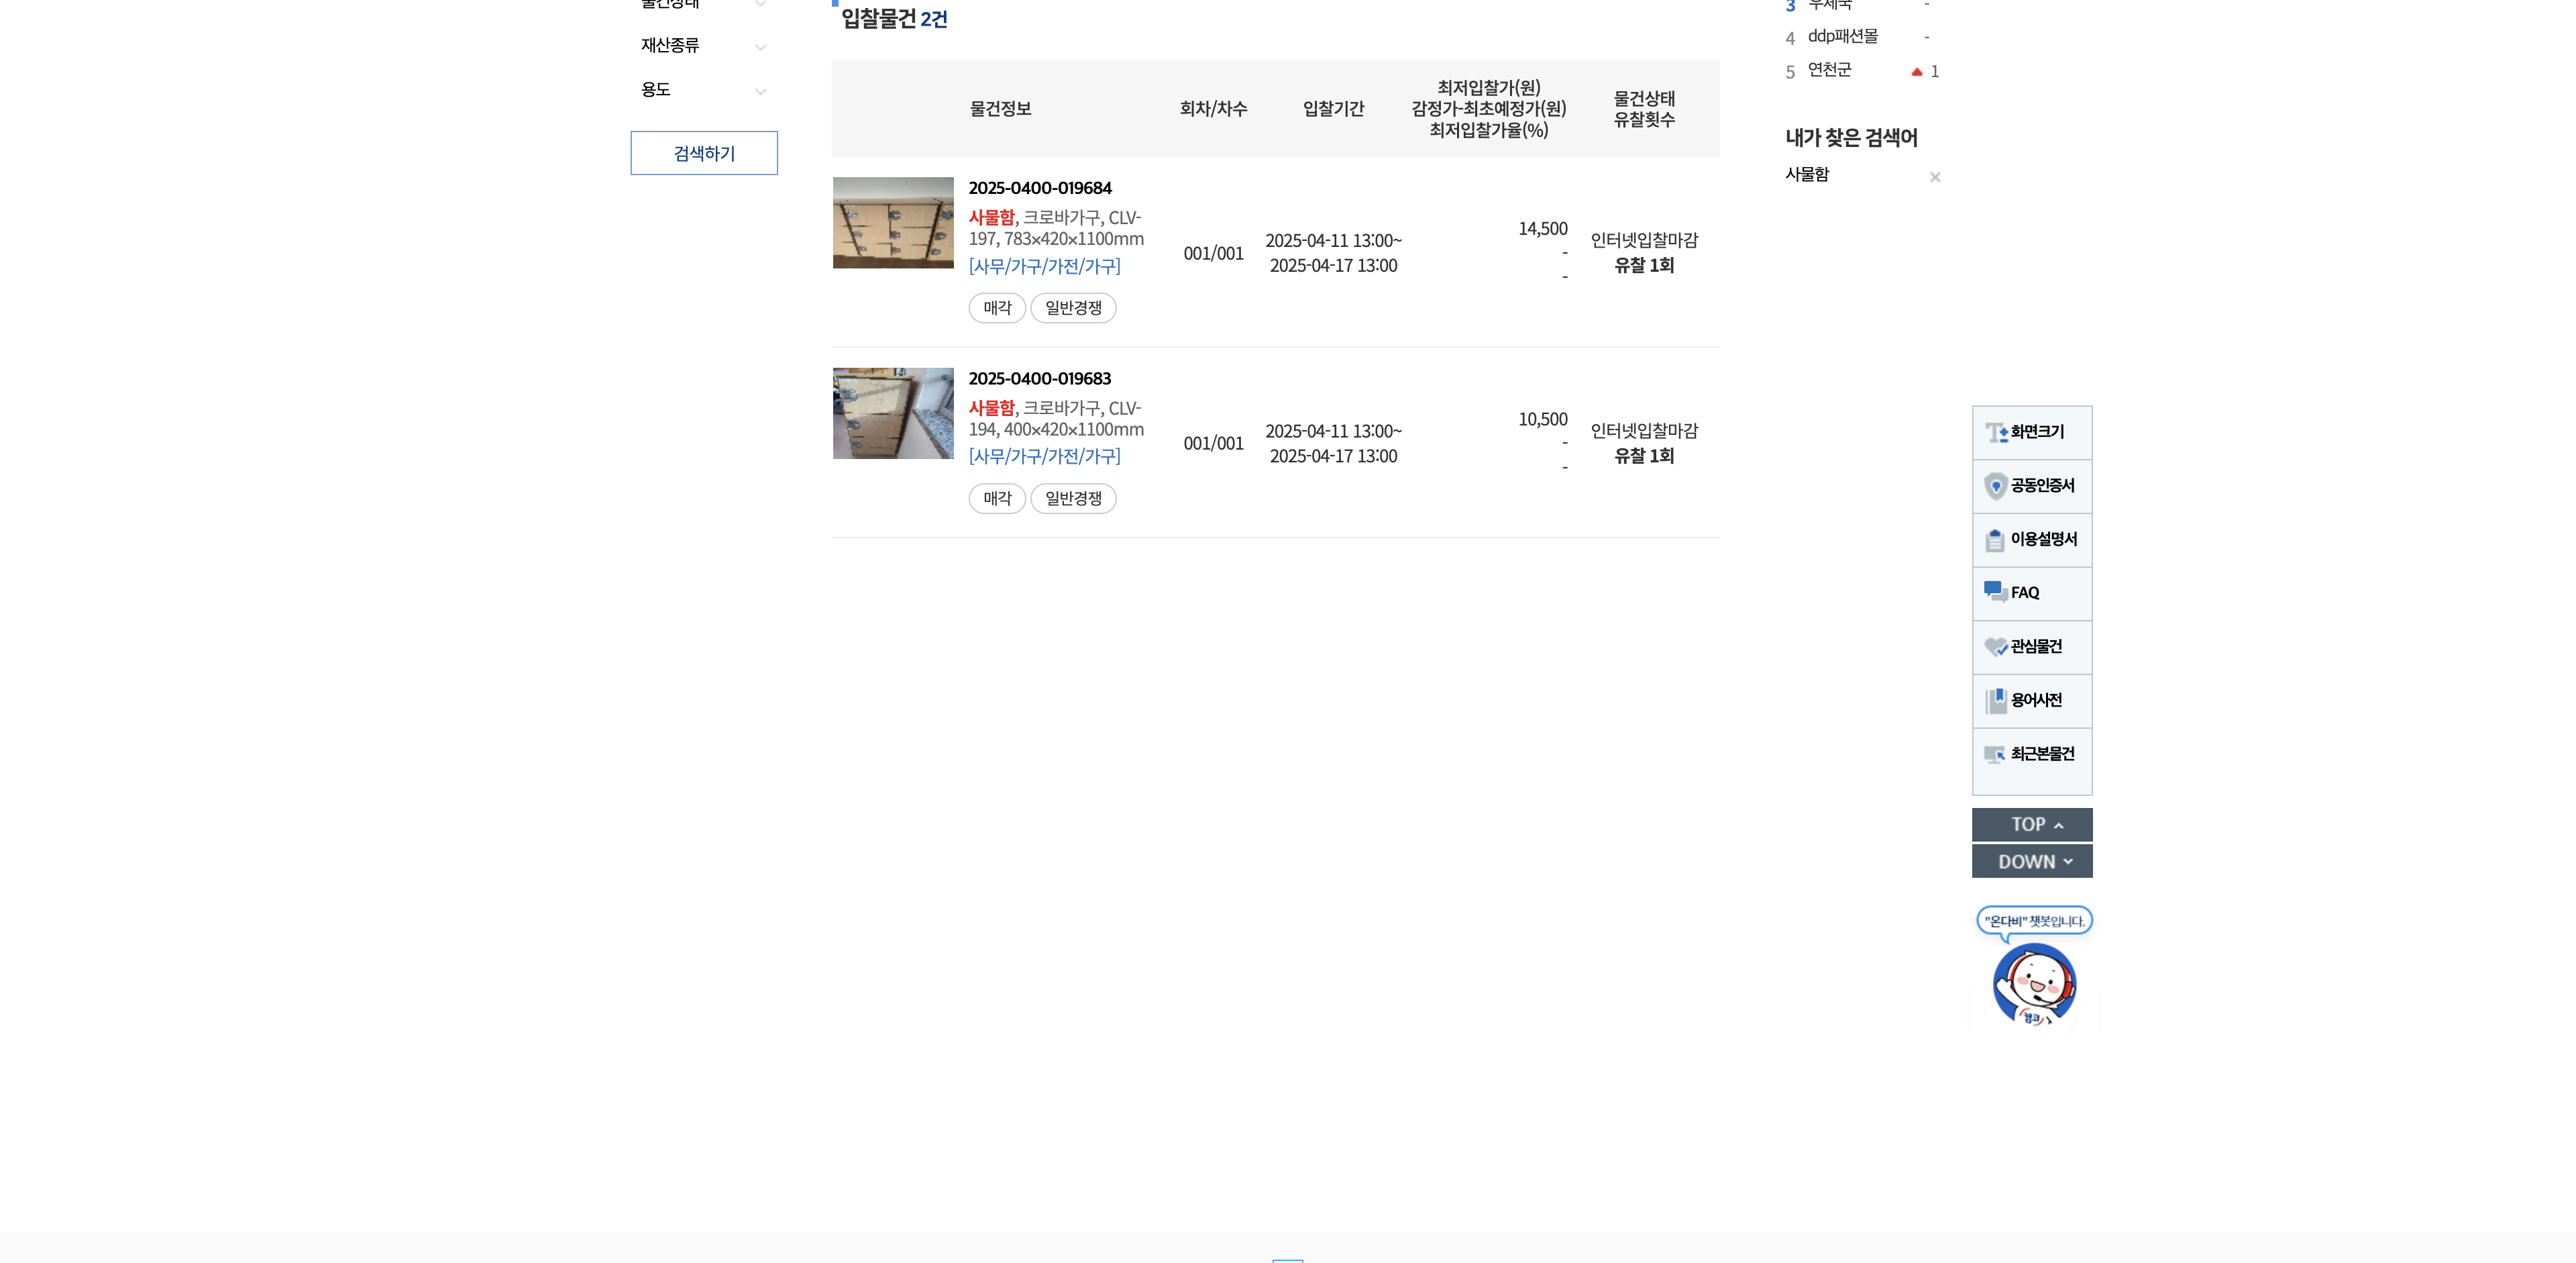 물건상태
재산종류
용도
검색하기
입찰물건 2건
물건정보
회차/차수
입찰기간
최저입찰가(원)
감정가-최초예정가(원)
최저입찰가율(%)
물건상태
유찰횟수
2025-0400-019684
사물함, 크로바가구, CLV-
197, 783×420×1100mm
[사무/가구/가전/가구]
매각 일반경쟁
001/001
2025-04-11 13:00~
2025-04-17 13:00
14,500
-
-
인터넷입찰마감
유찰 1회
2025-0400-019683
사물함, 크로바가구, CLV-
194, 400×420×1100mm
[사무/가구/가전/가구]
매각 일반경쟁
001/001
2025-04-11 13:00~
2025-04-17 13:00
10,500
-
-
인터넷입찰마감
유찰 1회
3 우체국 -
4 ddp패션몰 -
5 연천군 ▲ 1
내가 찾은 검색어
사물함 ×
화면크기
공동인증서
이용설명서
FAQ
관심물건
용어사전
최근본물건
TOP
DOWN
"온다비" 챗봇입니다.
캠코